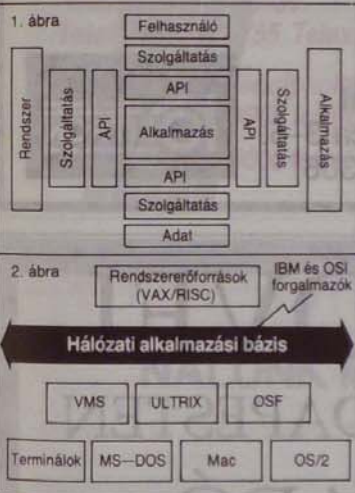 1. ábra
Felhasználó
Szolgáltatás
API
Rendszer
Szolgáltatás
API
Alkalmazás
API
Szolgáltatás
Alkalmazás
API
Szolgáltatás
Adat
2. ábra
Rendszererőforrások
(VAX/RISC)
IBM és OSI
forgalmazók
Hálózati alkalmazási bázis
VMS
ULTRIX
OSF
Terminálok
MS—DOS
Mac
OS/2